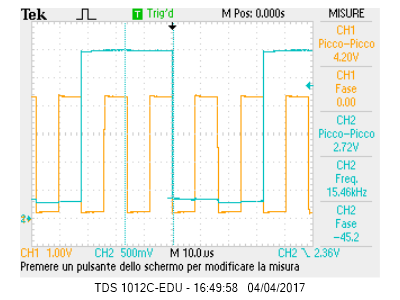 Tek T Trig'd M Pos: 0.000s MISURE
CH1
Picco-Picco
4.20V
CH1
Fase
0.00
CH2
Picco-Picco
2.72V
CH2
Freq.
15.46kHz
CH2
Fase
-45.2
2
CH1 1.00V CH2 500mV M 10.0us CH2 2.36V
Premere un pulsante dello schermo per modificare la misura
TDS 1012C-EDU - 16:49:58 04/04/2017